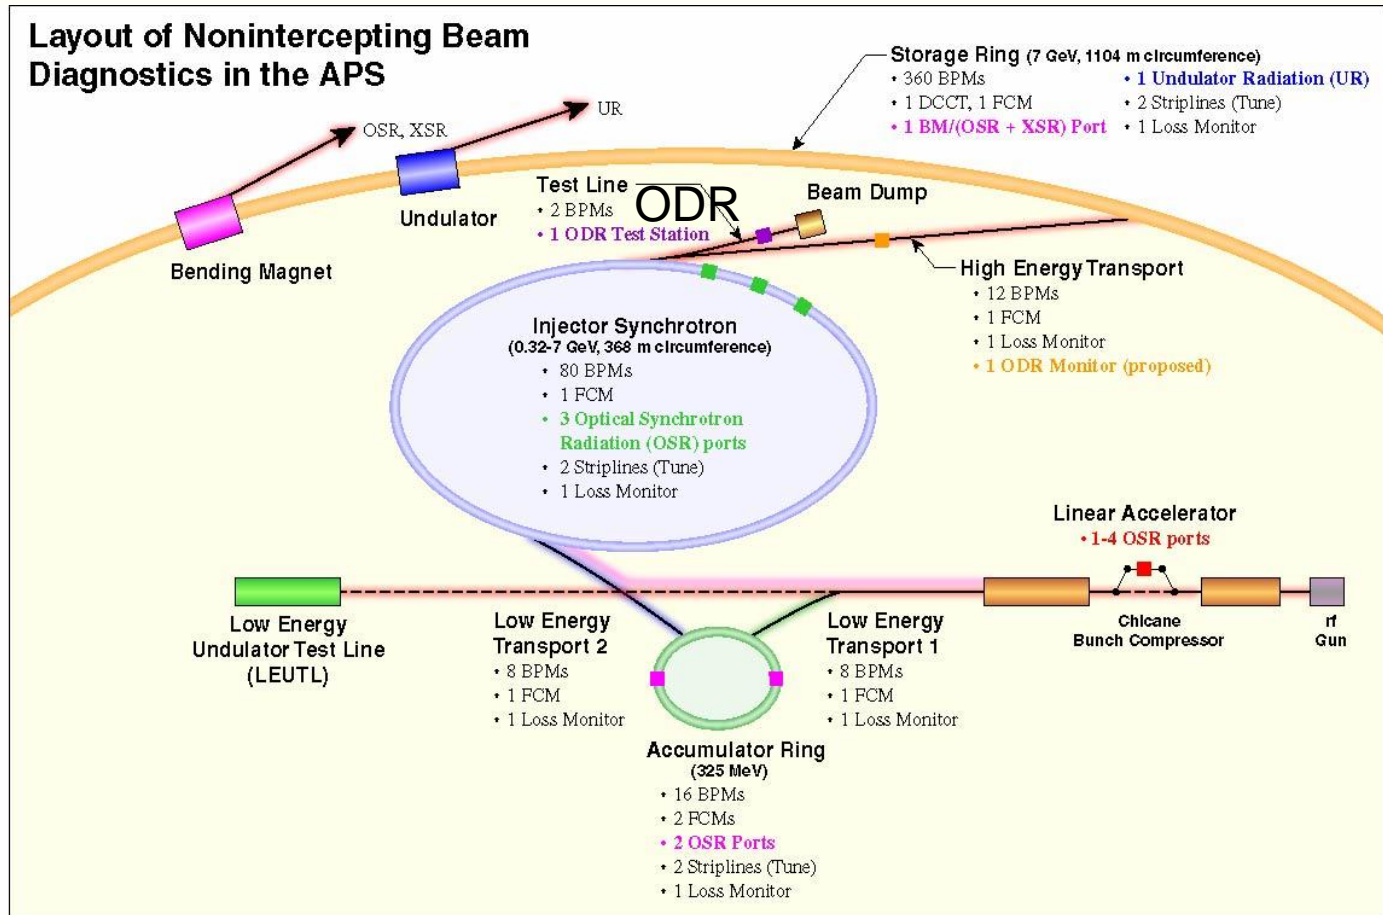 Layout of Nonintercepting Beam
Diagnostics in the APS
Storage Ring (7 GeV, 1104 m circumference)
• 360 BPMs
• 1 DCCT, 1 FCM
• 1 BM/(OSR + XSR) Port
• 1 Undulator Radiation (UR)
• 2 Striplines (Tune)
• 1 Loss Monitor
OSR, XSR
UR
Bending Magnet
Undulator
Test Line
• 2 BPMs
• 1 ODR Test Station
ODR
Beam Dump
High Energy Transport
• 12 BPMs
• 1 FCM
• 1 Loss Monitor
• 1 ODR Monitor (proposed)
Injector Synchrotron
(0.32-7 GeV, 368 m circumference)
• 80 BPMs
• 1 FCM
• 3 Optical Synchrotron
Radiation (OSR) ports
• 2 Striplines (Tune)
• 1 Loss Monitor
Linear Accelerator
• 1-4 OSR ports
Chicane
Bunch Compressor
rf
Gun
Low Energy
Undulator Test Line
(LEUTL)
Low Energy
Transport 2
• 8 BPMs
• 1 FCM
• 1 Loss Monitor
Low Energy
Transport 1
• 8 BPMs
• 1 FCM
• 1 Loss Monitor
Accumulator Ring
(325 MeV)
• 16 BPMs
• 2 FCMs
• 2 OSR Ports
• 2 Striplines (Tune)
• 1 Loss Monitor